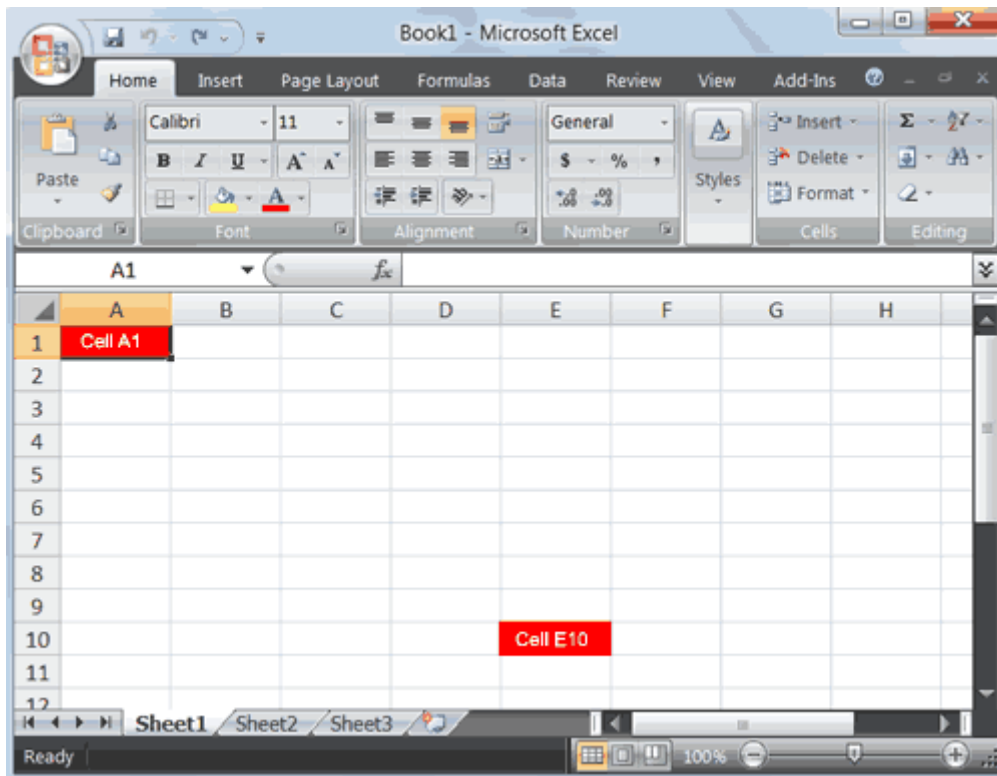 Book1 - Microsoft Excel
Home Insert Page Layout Formulas Data Review View Add-Ins
Calibri 11 General Insert
B I U A A $ % , Delete
Paste A Styles Format
Clipboard Font Alignment Number Cells Editing
A1 fx
A B C D E F G H
1 Cell A1
2
3
4
5
6
7
8
9
10 Cell E10
11
12
Sheet1 Sheet2 Sheet3
Ready 100%